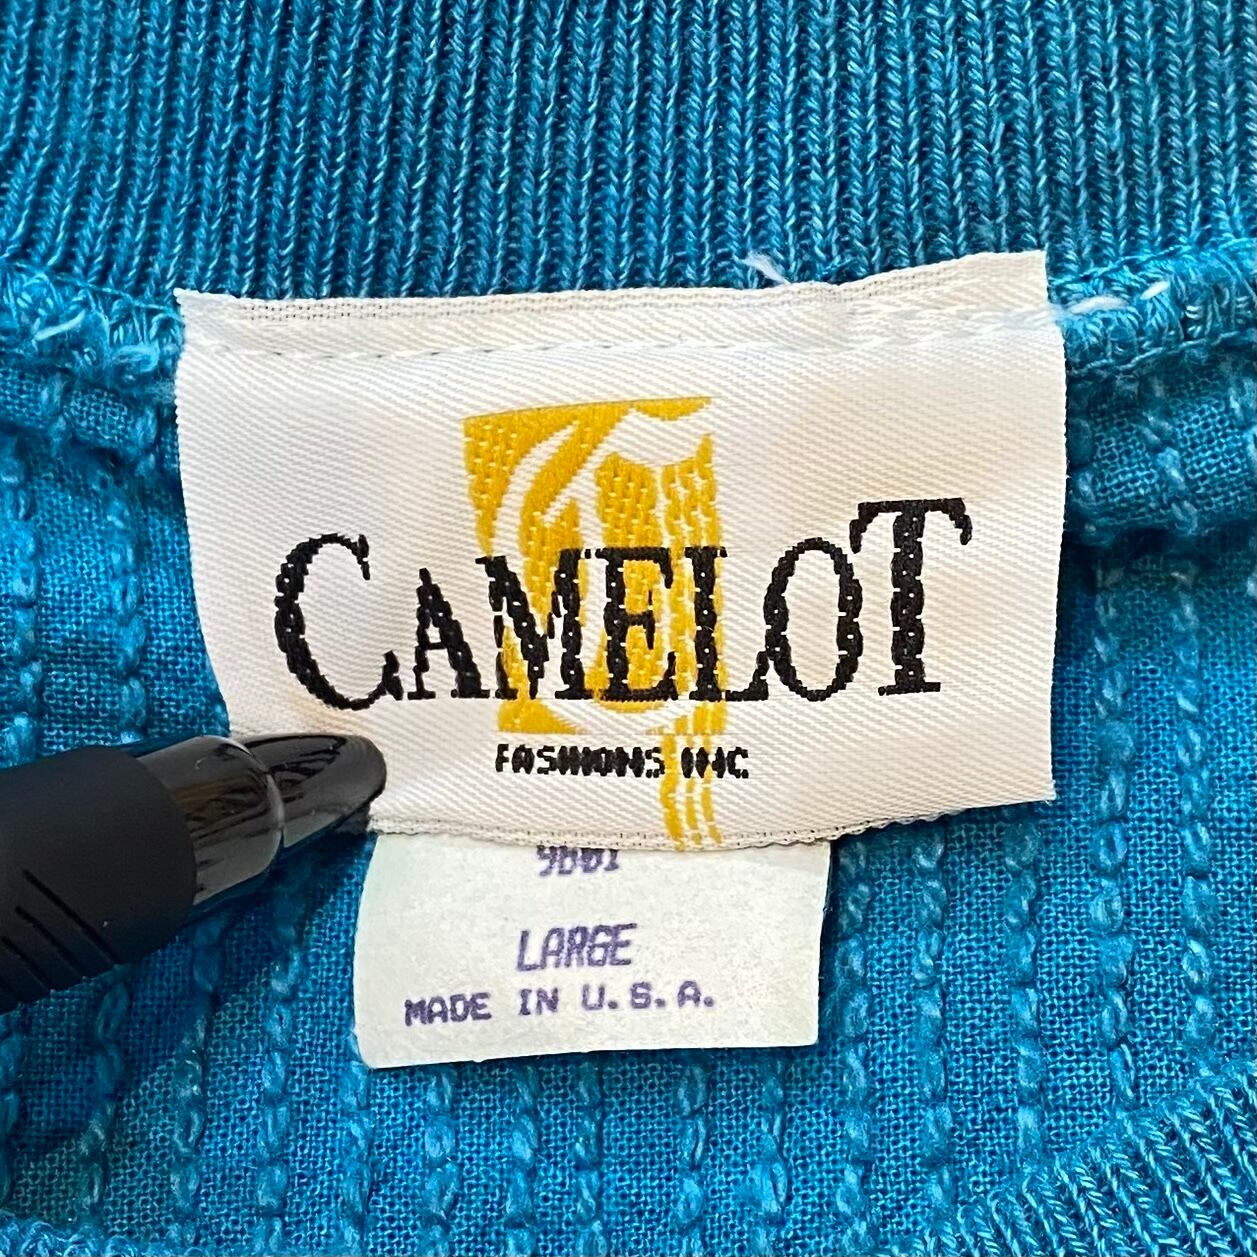 CAMELOT
FASHIONS INC
9001
LARGE
MADE IN U.S.A.